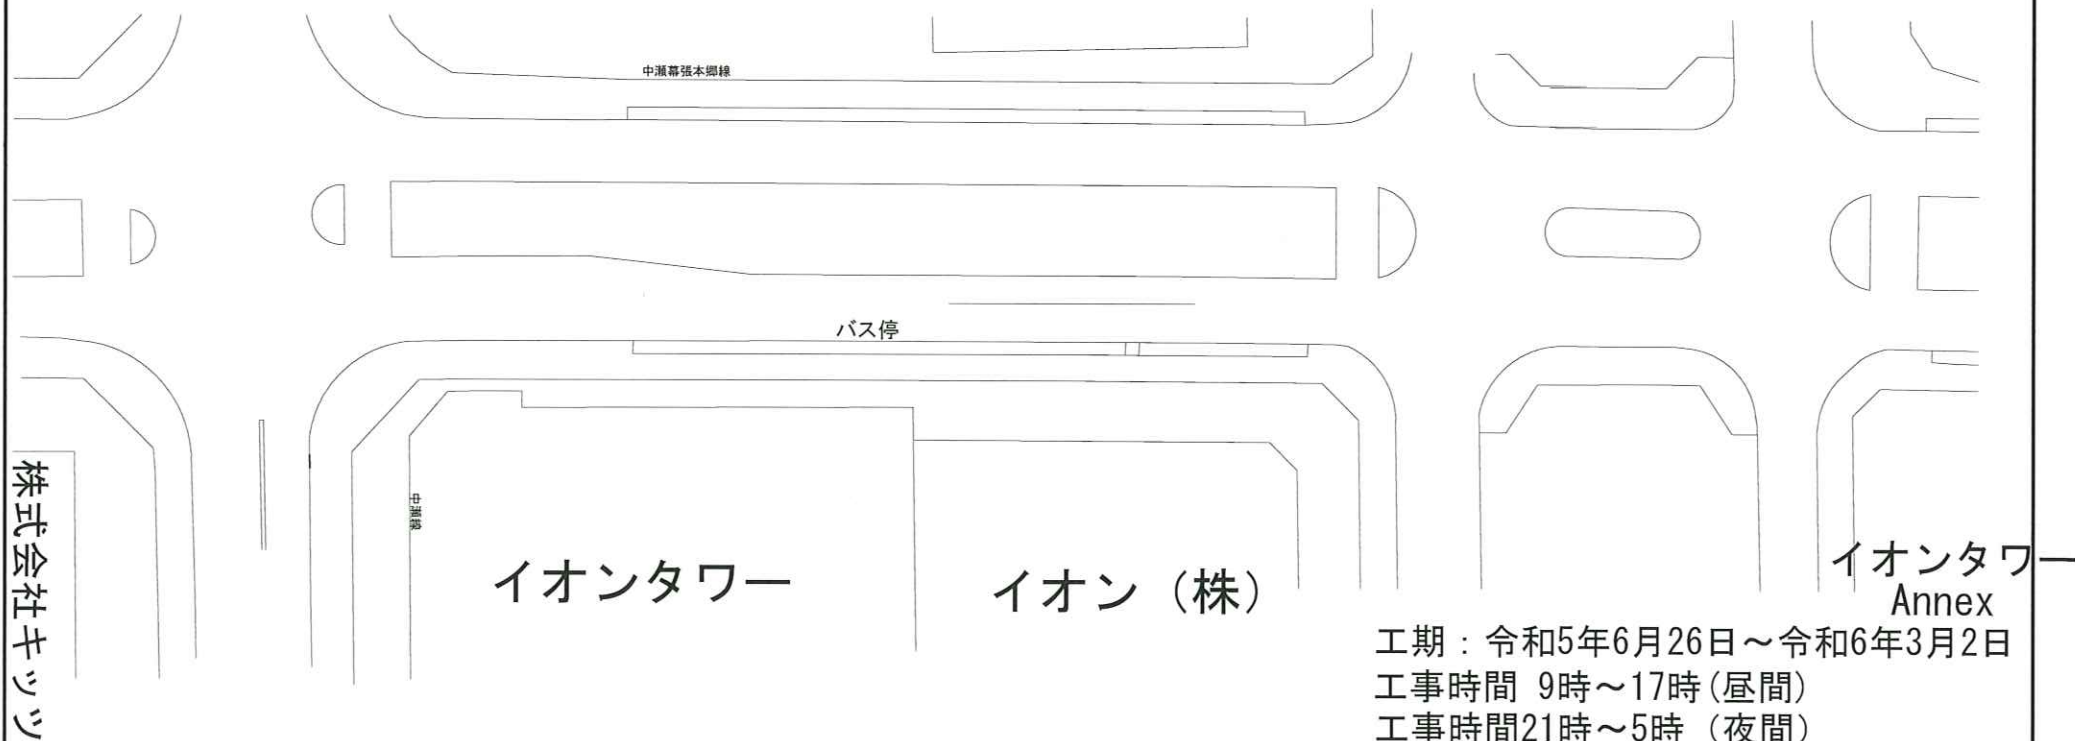 中瀬幕張本郷線
バス停
中瀬線
株式会社キッツ
イオンタワー
イオン（株）
イオンタワー
Annex
工期：令和5年6月26日～令和6年3月2日
工事時間 9時～17時(昼間)
工事時間21時～5時（夜間）